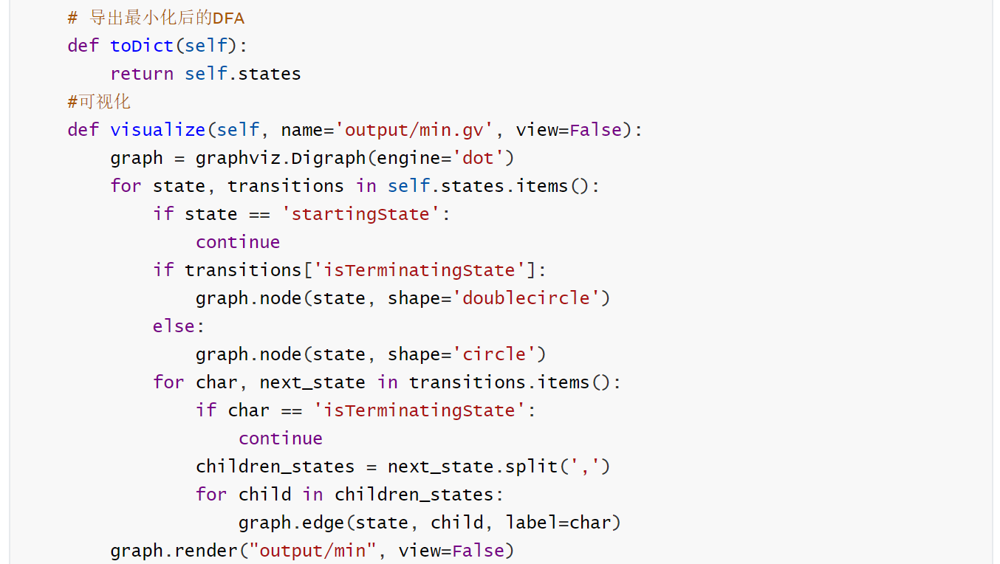 # 导出最小化后的DFA
def toDict(self):
    return self.states
#可视化
def visualize(self, name='output/min.gv', view=False):
    graph = graphviz.Digraph(engine='dot')
    for state, transitions in self.states.items():
        if state == 'startingState':
            continue
        if transitions['isTerminatingState']:
            graph.node(state, shape='doublecircle')
        else:
            graph.node(state, shape='circle')
        for char, next_state in transitions.items():
            if char == 'isTerminatingState':
                continue
            children_states = next_state.split(',')
            for child in children_states:
                graph.edge(state, child, label=char)
    graph.render("output/min", view=False)